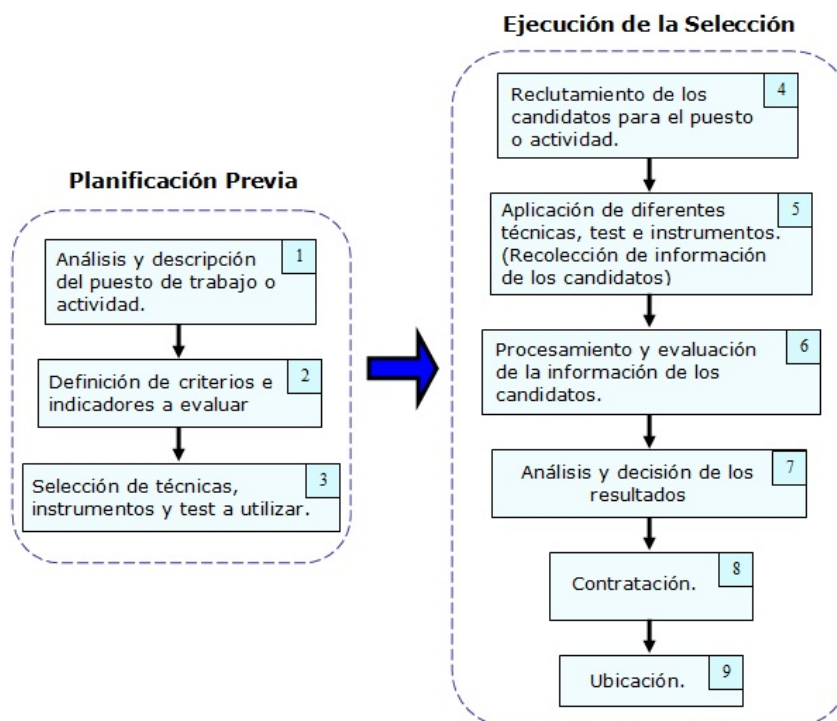 Planificación Previa
1
Análisis y descripción
del puesto de trabajo o
actividad.
2
Definición de criterios e
indicadores a evaluar
3
Selección de técnicas,
instrumentos y test a utilizar.
Ejecución de la Selección
4
Reclutamiento de los
candidatos para el puesto
o actividad.
5
Aplicación de diferentes
técnicas, test e instrumentos.
(Recolección de información
de los candidatos)
6
Procesamiento y evaluación
de la información de los
candidatos.
7
Análisis y decisión de los
resultados
8
Contratación.
9
Ubicación.